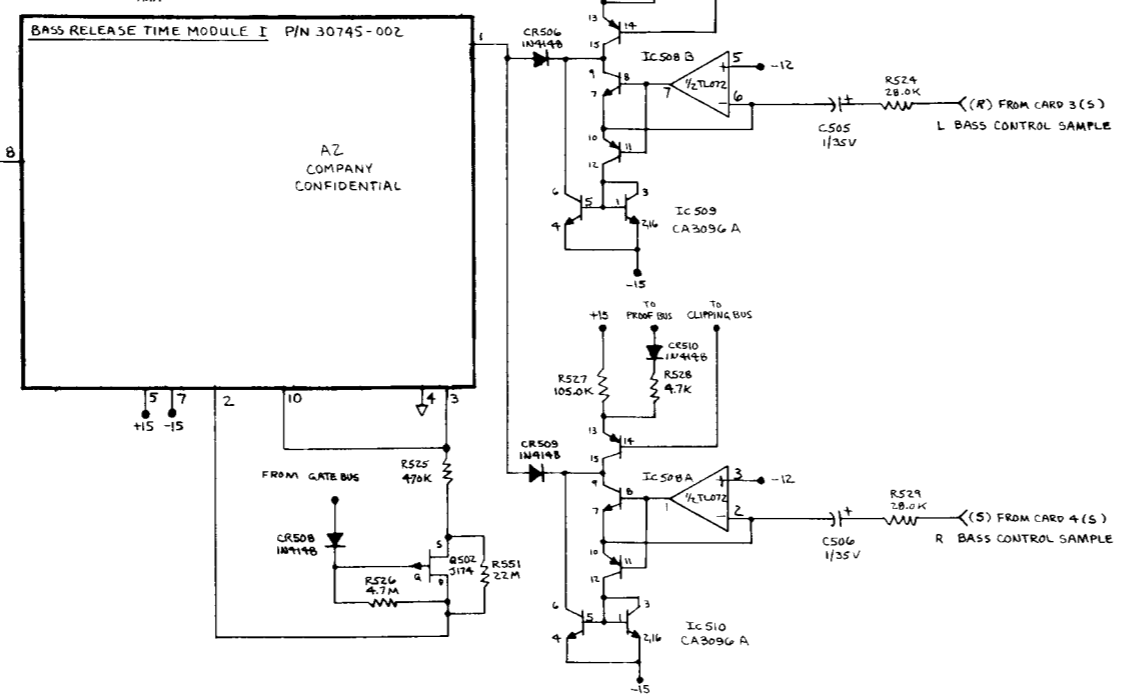 BASS RELEASE TIME MODULE I P/N 30745-002
A2
COMPANY
CONFIDENTIAL
8
1
5
7
2
10
4
3
+15
-15
CR506
1N4148
13
14
15
9
8
7
10
11
12
6
5
4
1
3
2,16
IC508B
1/2 TL072
5
-12
7
6
C505
1/35V
R524
28.0K
(R) FROM CARD 3(S)
L BASS CONTROL SAMPLE
IC509
CA3096A
-15
+15
TO
PROOF BUS
TO
CLIPPING BUS
CR510
1N4148
R527
105.0K
R528
4.7K
CR509
1N4148
13
14
15
9
8
7
10
11
12
6
5
4
1
3
2,16
IC508A
1/2 TL072
3
-12
1
2
C506
1/35V
R529
28.0K
(S) FROM CARD 4(S)
R BASS CONTROL SAMPLE
IC510
CA3096A
-15
FROM GATE BUS
R525
470K
CR508
1N4148
R526
4.7M
S
G
D
Q502
J174
R551
22M